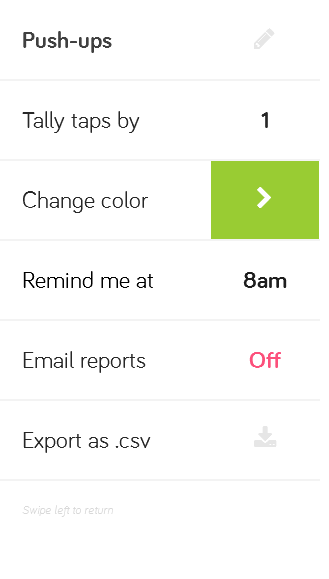 Push-ups
Tally taps by 1
Change color
Remind me at 8am
Email reports Off
Export as .csv
Swipe left to return